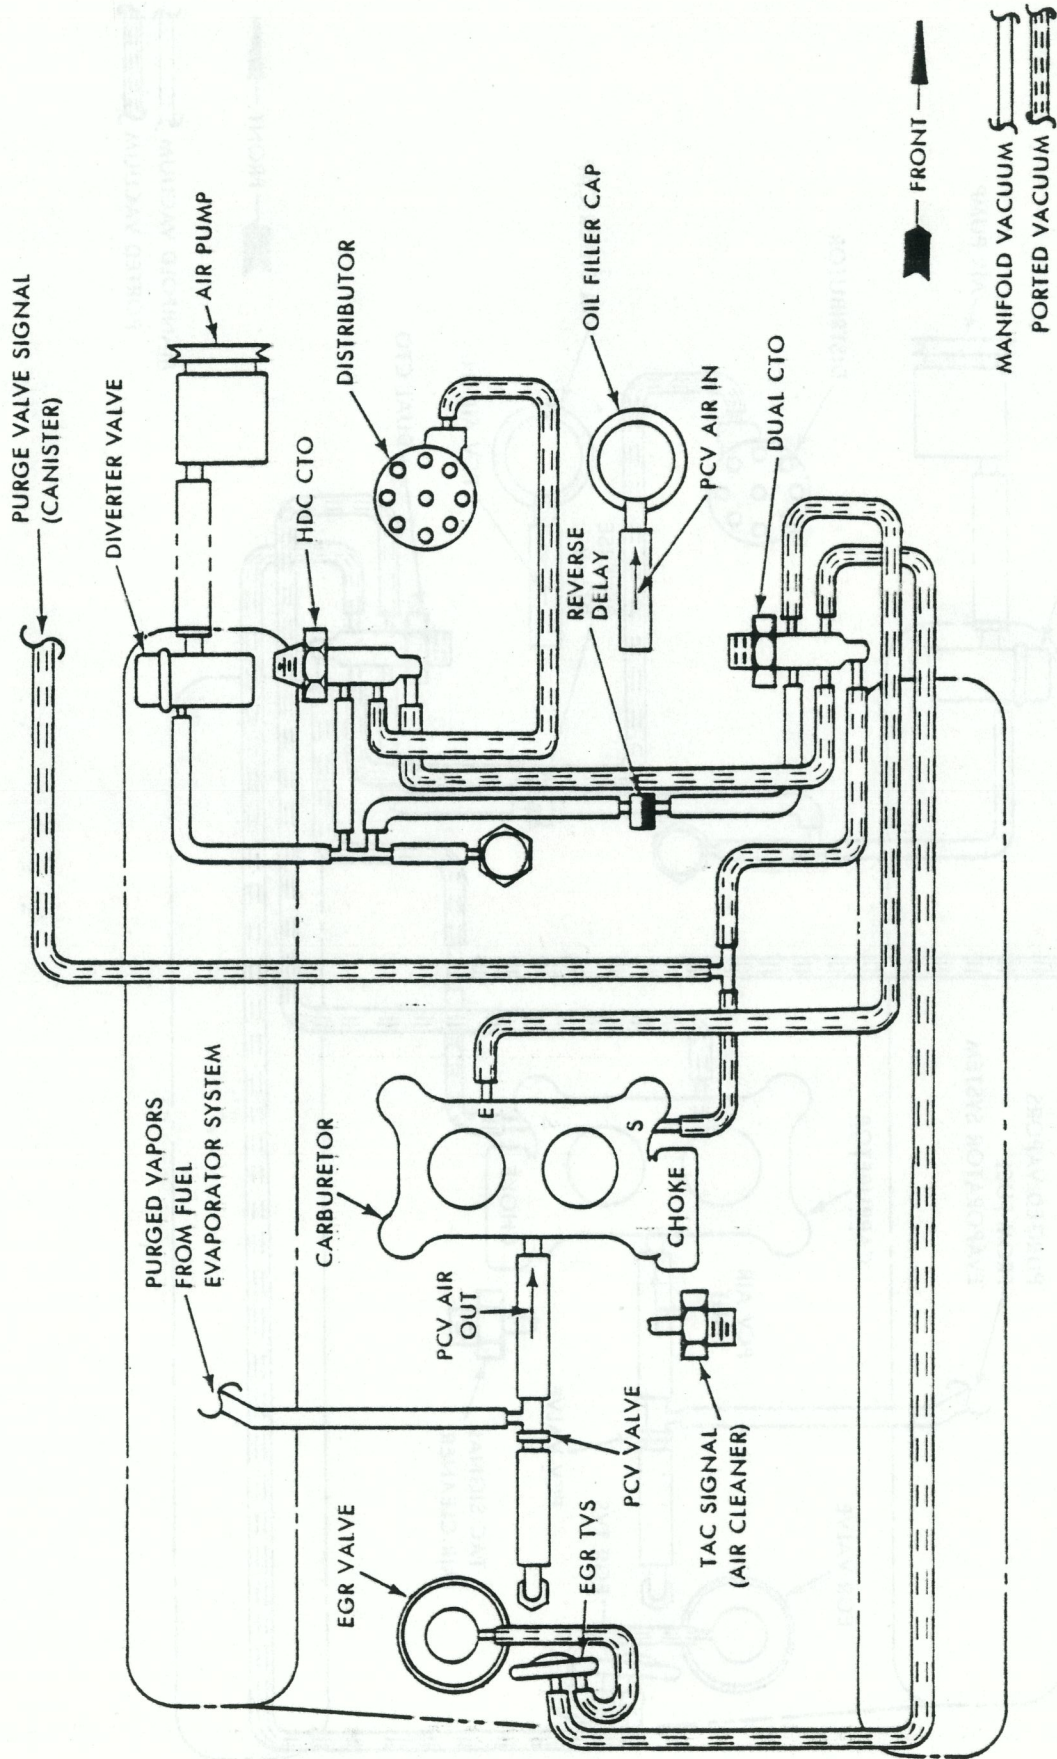 PURGE VALVE SIGNAL
(CANISTER)
DIVERTER VALVE
AIR PUMP
HDC CTO
DISTRIBUTOR
OIL FILLER CAP
REVERSE
DELAY
PCV AIR IN
DUAL CTO
FRONT
MANIFOLD VACUUM
PORTED VACUUM
PURGED VAPORS
FROM FUEL
EVAPORATOR SYSTEM
CARBURETOR
E
S
CHOKE
PCV AIR
OUT
PCV VALVE
TAC SIGNAL
(AIR CLEANER)
EGR VALVE
EGR TVS